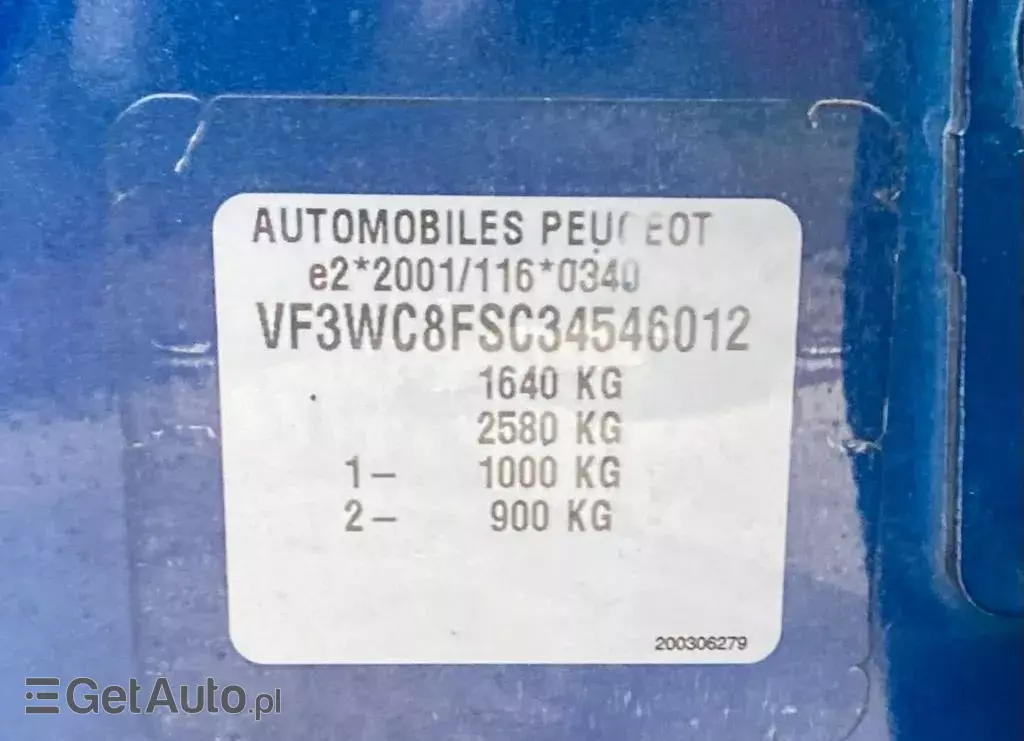 AUTOMOBILES PEUGEOT
e2*2001/116*0340
VF3WC8FSC34546012
1640 KG
2580 KG
1- 1000 KG
2- 900 KG
200306279
GetAuto.pl